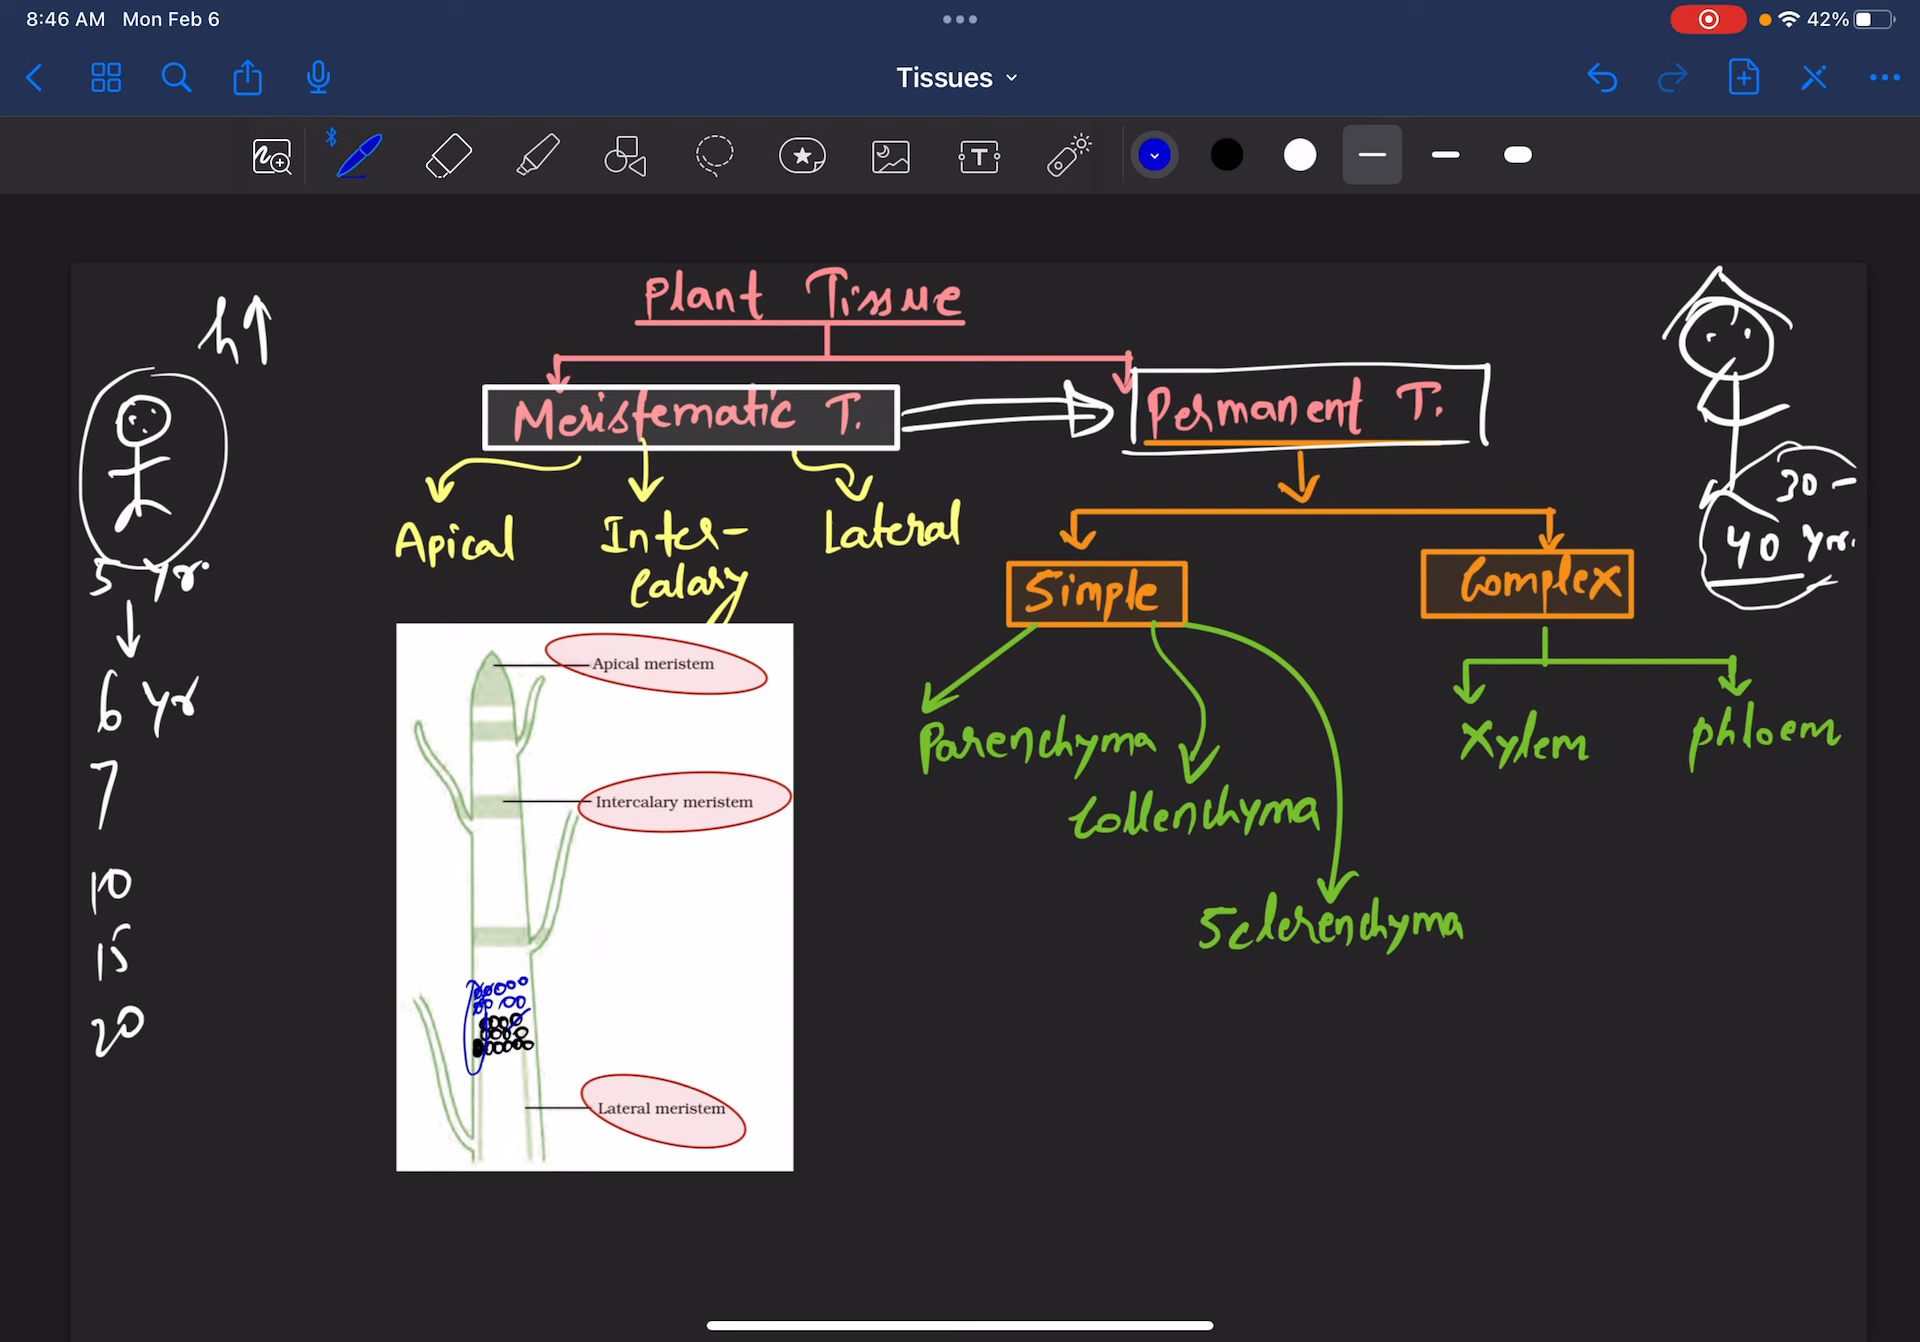 8:46 AM Mon Feb 6
42%
Tissues
T
Plant Tissue
h↑
Meristematic T.
Permanent T.
Apical
Inter-
calary
Lateral
30 -
40 yr.
5 yr.
Simple
Complex
6 yr
7
10
15
20
Parenchyma
Collenchyma
Sclerenchyma
Xylem
phloem
Apical meristem
Intercalary meristem
Lateral meristem